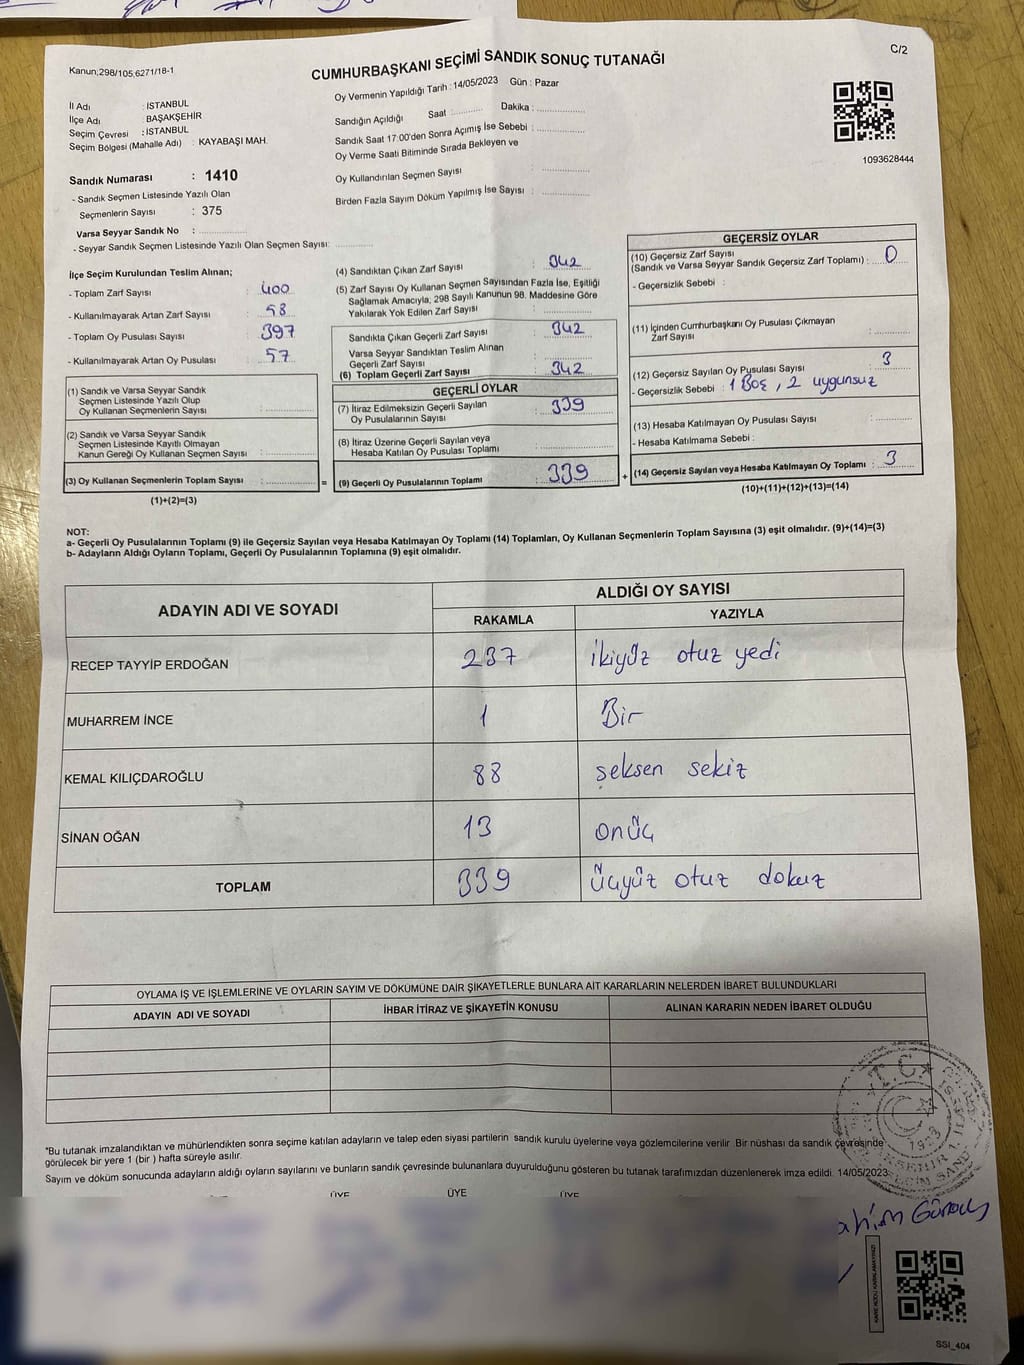 C/2
Kanun;298/105,6271/18-1
CUMHURBAŞKANI SEÇİMİ SANDIK SONUÇ TUTANAĞI
Oy Vermenin Yapıldığı Tarih : 14/05/2023 Gün : Pazar
İl Adı : İSTANBUL
İlçe Adı : BAŞAKŞEHİR
Seçim Çevresi : İSTANBUL
Seçim Bölgesi (Mahalle Adı) : KAYABAŞI MAH.
Sandığın Açıldığı Saat :............ Dakika :................
Sandık Saat 17:00'den Sonra Açımış İse Sebebi :................
Oy Verme Saati Bitiminde Sırada Bekleyen ve
Oy Kullandırılan Seçmen Sayısı :................
Birden Fazla Sayım Döküm Yapılmış İse Sayısı :................
1093628444
Sandık Numarası : 1410
- Sandık Seçmen Listesinde Yazılı Olan
Seçmenlerin Sayısı : 375
Varsa Seyyar Sandık No :................
- Seyyar Sandık Seçmen Listesinde Yazılı Olan Seçmen Sayısı:............
İlçe Seçim Kurulundan Teslim Alınan;
- Toplam Zarf Sayısı : 400
- Kullanılmayarak Artan Zarf Sayısı : 58
- Toplam Oy Pusulası Sayısı : 397
- Kullanılmayarak Artan Oy Pusulası : 57
(1) Sandık ve Varsa Seyyar Sandık
Seçmen Listesinde Yazılı Olup
Oy Kullanan Seçmenlerin Sayısı :................
(2) Sandık ve Varsa Seyyar Sandık
Seçmen Listesinde Kayıtlı Olmayan
Kanun Gereği Oy Kullanan Seçmen Sayısı :................
(3) Oy Kullanan Seçmenlerin Toplam Sayısı :................ =
(1)+(2)=(3)
(4) Sandıktan Çıkan Zarf Sayısı : 342
(5) Zarf Sayısı Oy Kullanan Seçmen Sayısından Fazla İse, Eşitliği
Sağlamak Amacıyla; 298 Sayılı Kanunun 98. Maddesine Göre
Yakılarak Yok Edilen Zarf Sayısı :................
Sandıkta Çıkan Geçerli Zarf Sayısı : 342
Varsa Seyyar Sandıktan Teslim Alınan
Geçerli Zarf Sayısı :................
(6) Toplam Geçerli Zarf Sayısı : 342
GEÇERLİ OYLAR
(7) İtiraz Edilmeksizin Geçerli Sayılan : 339
Oy Pusulalarının Sayısı
(8) İtiraz Üzerine Geçerli Sayılan veya
Hesaba Katılan Oy Pusulası Toplamı :................
(9) Geçerli Oy Pusulalarının Toplamı : 339 +
GEÇERSİZ OYLAR
(10) Geçersiz Zarf Sayısı
(Sandık ve Varsa Seyyar Sandık Geçersiz Zarf Toplamı) : 0
- Geçersizlik Sebebi :
(11) İçinden Cumhurbaşkanı Oy Pusulası Çıkmayan
Zarf Sayısı :................
(12) Geçersiz Sayılan Oy Pusulası Sayısı : 3
- Geçersizlik Sebebi : 1 Boş, 2 uygunsuz
(13) Hesaba Katılmayan Oy Pusulası Sayısı :................
- Hesaba Katılmama Sebebi :
(14) Geçersiz Sayılan veya Hesaba Katılmayan Oy Toplamı : 3
(10)+(11)+(12)+(13)=(14)
NOT:
a- Geçerli Oy Pusulalarının Toplamı (9) ile Geçersiz Sayılan veya Hesaba Katılmayan Oy Toplamı (14) Toplamları, Oy Kullanan Seçmenlerin Toplam Sayısına (3) eşit olmalıdır. (9)+(14)=(3)
b- Adayların Aldığı Oyların Toplamı, Geçerli Oy Pusulalarının Toplamına (9) eşit olmalıdır.
ADAYIN ADI VE SOYADI ALDIĞI OY SAYISI
RAKAMLA YAZIYLA
RECEP TAYYİP ERDOĞAN 237 ikiyüz otuz yedi
MUHARREM İNCE 1 Bir
KEMAL KILIÇDAROĞLU 88 seksen sekiz
SİNAN OĞAN 13 onüç
TOPLAM 339 üçyüz otuz dokuz
OYLAMA İŞ VE İŞLEMLERİNE VE OYLARIN SAYIM VE DÖKÜMÜNE DAİR ŞİKAYETLERLE BUNLARA AİT KARARLARIN NELERDEN İBARET BULUNDUKLARI
ADAYIN ADI VE SOYADI İHBAR İTİRAZ VE ŞİKAYETİN KONUSU ALINAN KARARIN NEDEN İBARET OLDUĞU
*Bu tutanak imzalandıktan ve mühürlendikten sonra seçime katılan adayların ve talep eden siyasi partilerin sandık kurulu üyelerine veya gözlemcilerine verilir. Bir nüshası da sandık çevresinde
görülecek bir yere 1 (bir ) hafta süreyle asılır.
Sayım ve döküm sonucunda adayların aldığı oyların sayılarını ve bunların sandık çevresinde bulunanlara duyurulduğunu gösteren bu tutanak tarafımızdan düzenlenerek imza edildi. 14/05/2023
T.C.
1923
ÜYE ÜYE ÜYE
KARE KODU KARALAMAYINIZ!
SSİ_404